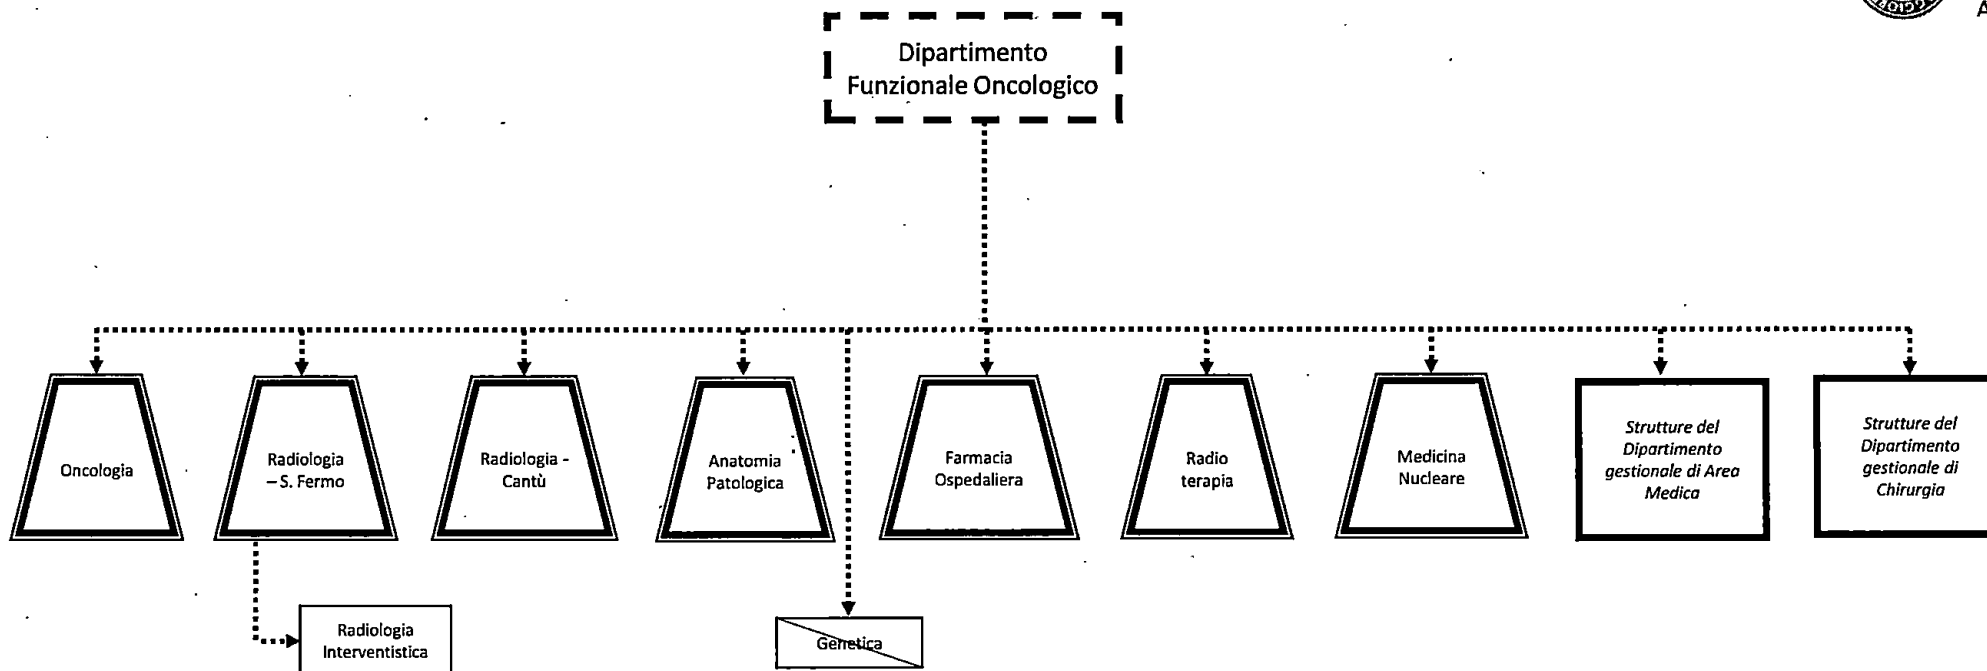 Dipartimento
Funzionale Oncologico
Oncologia
Radiologia
– S. Fermo
Radiologia -
Cantù
Anatomia
Patologica
Farmacia
Ospedaliera
Radio
terapia
Medicina
Nucleare
Strutture del
Dipartimento
gestionale di Area
Medica
Strutture del
Dipartimento
gestionale di
Chirurgia
Radiologia
Interventistica
Genetica